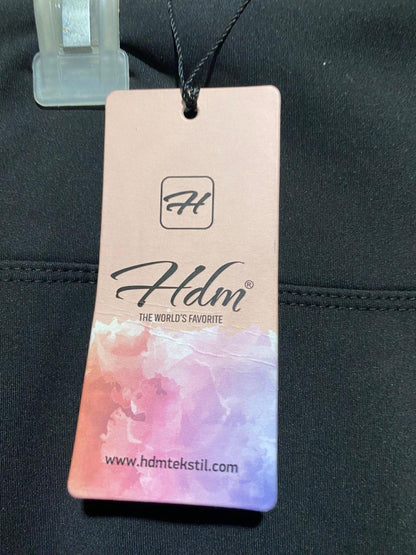 H
Hdm®
THE WORLD'S FAVORITE
www.hdmtekstil.com